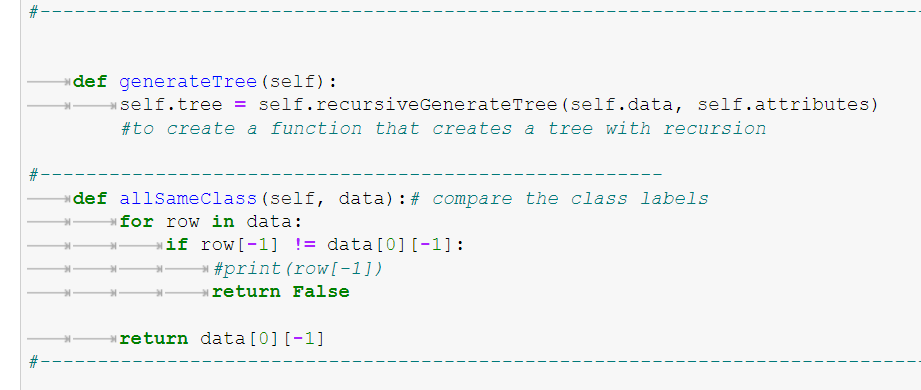 #-----------------------------------------------------------------------------
def generateTree(self):
self.tree = self.recursiveGenerateTree(self.data, self.attributes)
#to create a function that creates a tree with recursion
#------------------------------------------------------
def allSameClass(self, data):# compare the class labels
for row in data:
if row[-1] != data[0][-1]:
#print(row[-1])
return False
return data[0][-1]
#-----------------------------------------------------------------------------